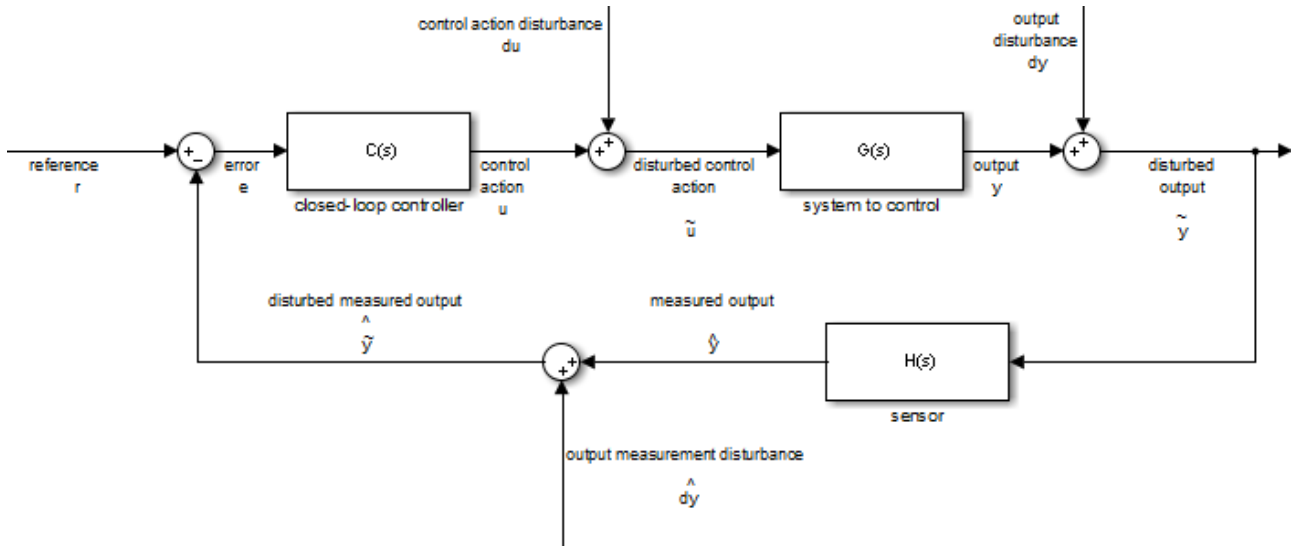 control action disturbance
du
output
disturbance
dy
+
–
C(s)
+
+
G(s)
+
+
reference
r
error
e
closed-loop controller
control
action
u
disturbed control
action
ũ
system to control
output
y
disturbed
output
ỹ
disturbed measured output
^
ỹ
measured output
ŷ
+
+
H(s)
sensor
output measurement disturbance
^
dy